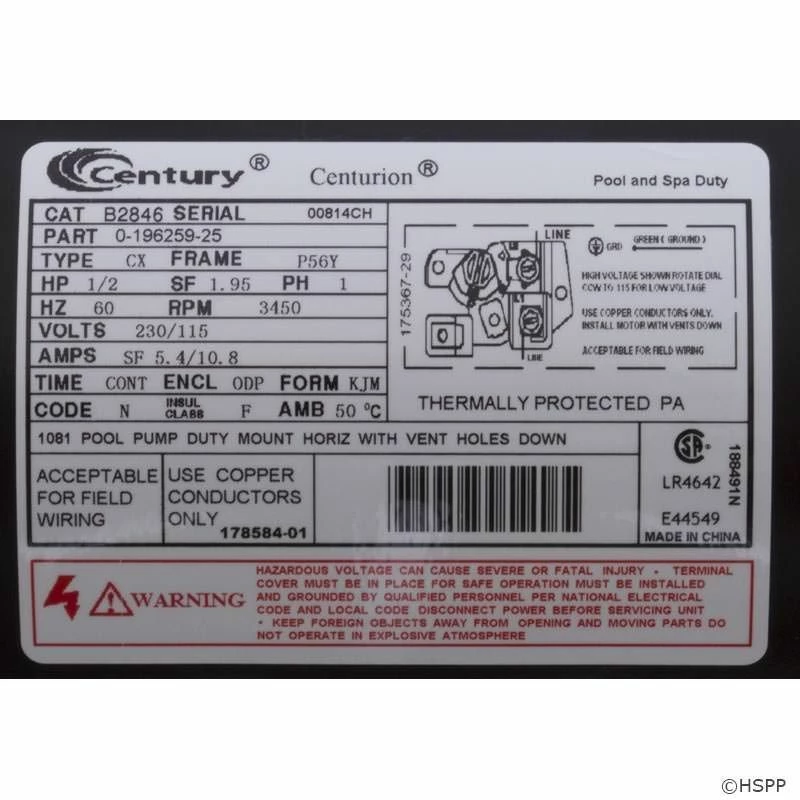 Century® Centurion® Pool and Spa Duty
CAT B2846 SERIAL 00814CH
PART 0-196259-25
TYPE CX FRAME P56Y
HP 1/2 SF 1.95 PH 1
HZ 60 RPM 3450
VOLTS 230/115
AMPS SF 5.4/10.8
TIME CONT ENCL ODP FORM KJM
CODE N INSUL CLASS F AMB 50 °C
175367-29
LINE
L1
LINE
GRD GREEN (GROUND)
HIGH VOLTAGE SHOWN ROTATE DIAL
CCW TO 115 FOR LOW VOLTAGE
USE COPPER CONDUCTORS ONLY.
INSTALL MOTOR WITH VENTS DOWN
ACCEPTABLE FOR FIELD WIRING
THERMALLY PROTECTED PA
1081 POOL PUMP DUTY MOUNT HORIZ WITH VENT HOLES DOWN
ACCEPTABLE
FOR FIELD
WIRING
USE COPPER
CONDUCTORS
ONLY 178584-01
SA
LR4642
E44549
MADE IN CHINA
188491N
WARNING
HAZARDOUS VOLTAGE CAN CAUSE SEVERE OR FATAL INJURY • TERMINAL
COVER MUST BE IN PLACE FOR SAFE OPERATION MUST BE INSTALLED
AND GROUNDED BY QUALIFIED PERSONNEL PER NATIONAL ELECTRICAL
CODE AND LOCAL CODE DISCONNECT POWER BEFORE SERVICING UNIT
• KEEP FOREIGN OBJECTS AWAY FROM OPENING AND MOVING PARTS DO
NOT OPERATE IN EXPLOSIVE ATMOSPHERE
©HSPP